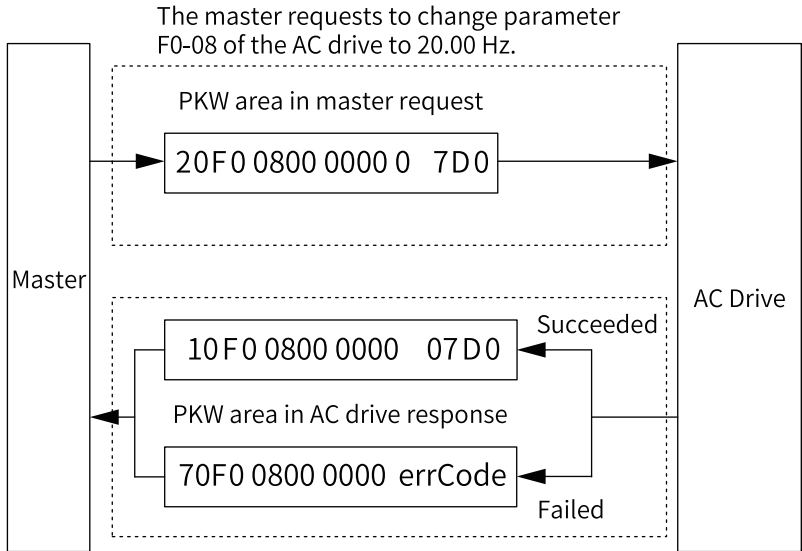 The master requests to change parameter
F0-08 of the AC drive to 20.00 Hz.
PKW area in master request
20F0 0800 0000 0 7D0
Master
AC Drive
Succeeded
10F0 0800 0000 07D0
PKW area in AC drive response
70F0 0800 0000 errCode
Failed